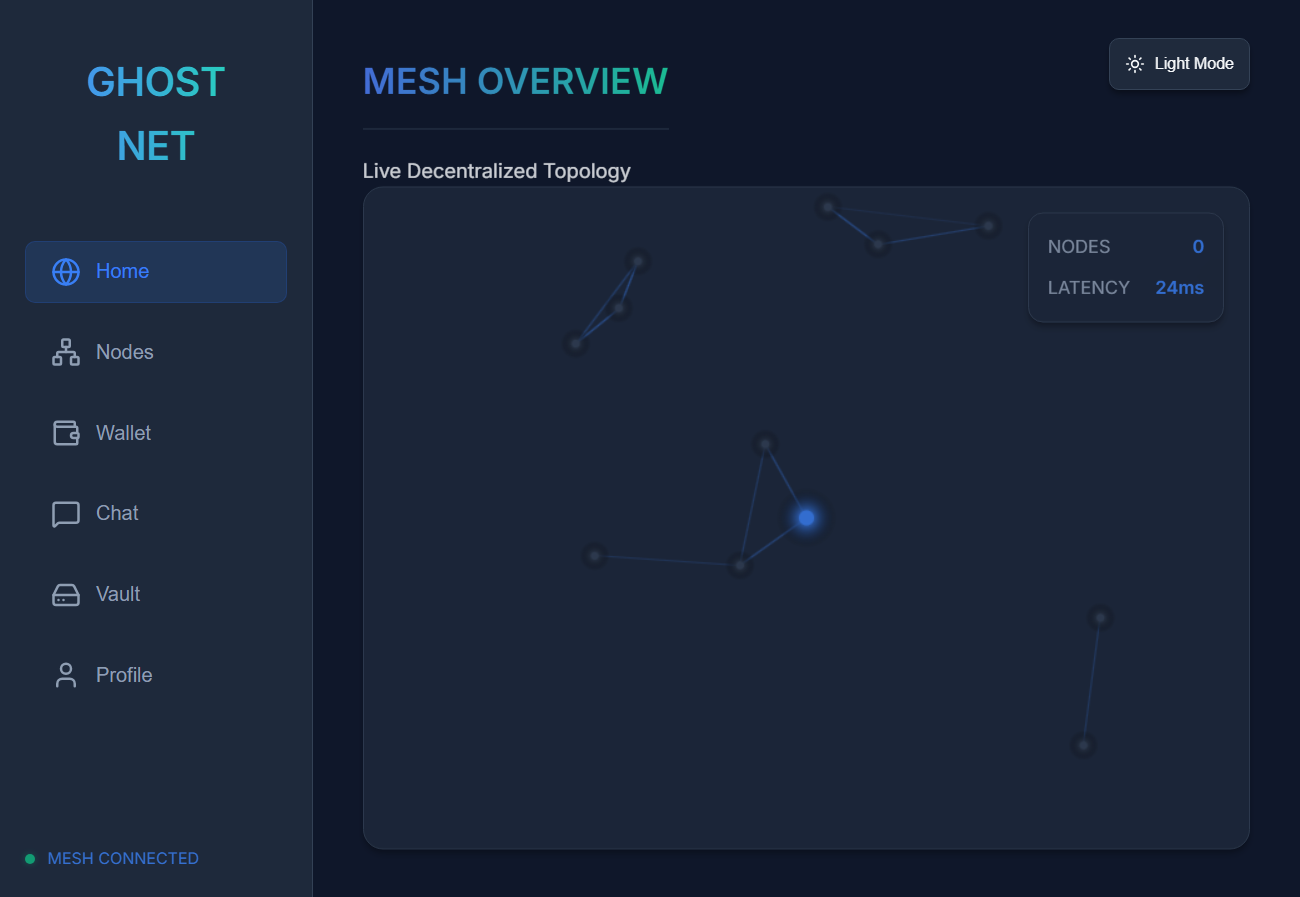 GHOST
NET
Home
Nodes
Wallet
Chat
Vault
Profile
MESH CONNECTED
MESH OVERVIEW
Light Mode
Live Decentralized Topology
NODES 0
LATENCY 24ms